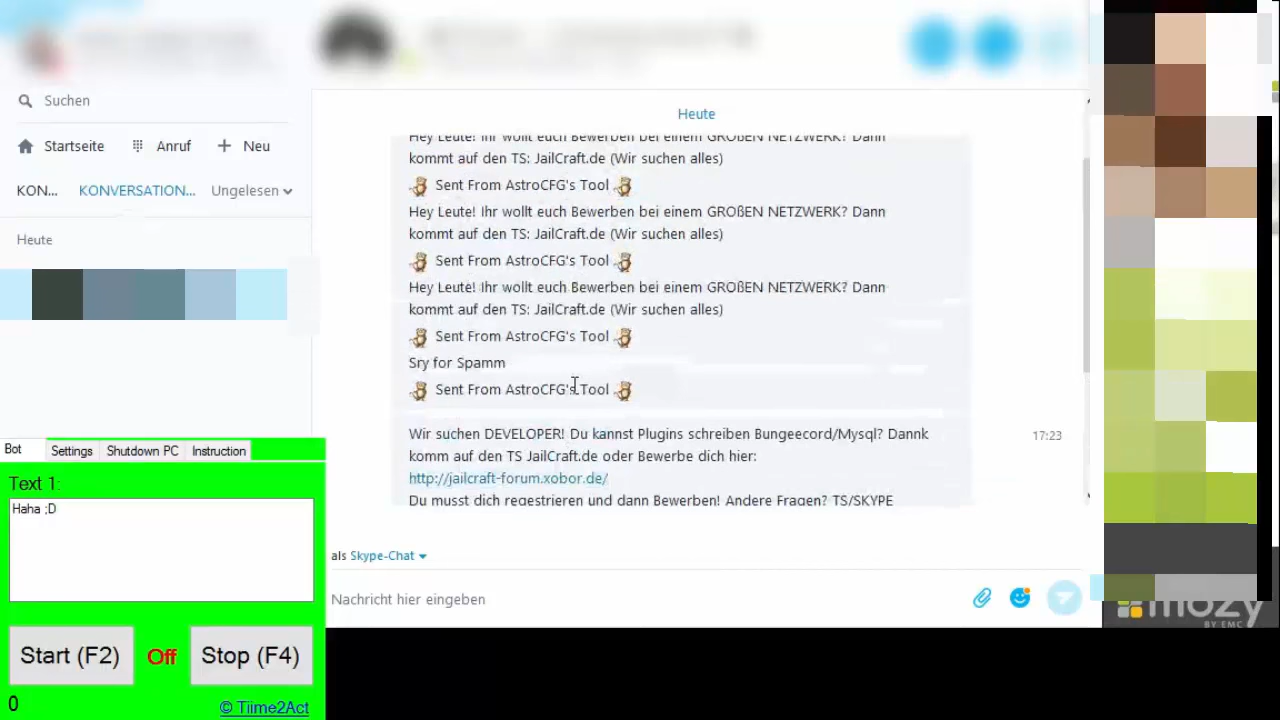 Suchen
Startseite
Anruf
Neu
KON...
KONVERSATION...
Ungelesen
Heute
Heute
Hey Leute! Ihr wollt euch Bewerben bei einem GROßEN NETZWERK? Dann
kommt auf den TS: JailCraft.de (Wir suchen alles)
Sent From AstroCFG's Tool
Hey Leute! Ihr wollt euch Bewerben bei einem GROßEN NETZWERK? Dann
kommt auf den TS: JailCraft.de (Wir suchen alles)
Sent From AstroCFG's Tool
Hey Leute! Ihr wollt euch Bewerben bei einem GROßEN NETZWERK? Dann
kommt auf den TS: JailCraft.de (Wir suchen alles)
Sent From AstroCFG's Tool
Sry for Spamm
Sent From AstroCFG's Tool
Wir suchen DEVELOPER! Du kannst Plugins schreiben Bungeecord/Mysql? Dannk
17:23
komm auf den TS JailCraft.de oder Bewerbe dich hier:
http://jailcraft-forum.xobor.de/
Du musst dich regestrieren und dann Bewerben! Andere Fragen? TS/SKYPE
als Skype-Chat
Nachricht hier eingeben
Bot
Settings
Shutdown PC
Instruction
Text 1:
Haha ;D
Start (F2)
Off
Stop (F4)
0
© Tiime2Act
mozy
BY EMC